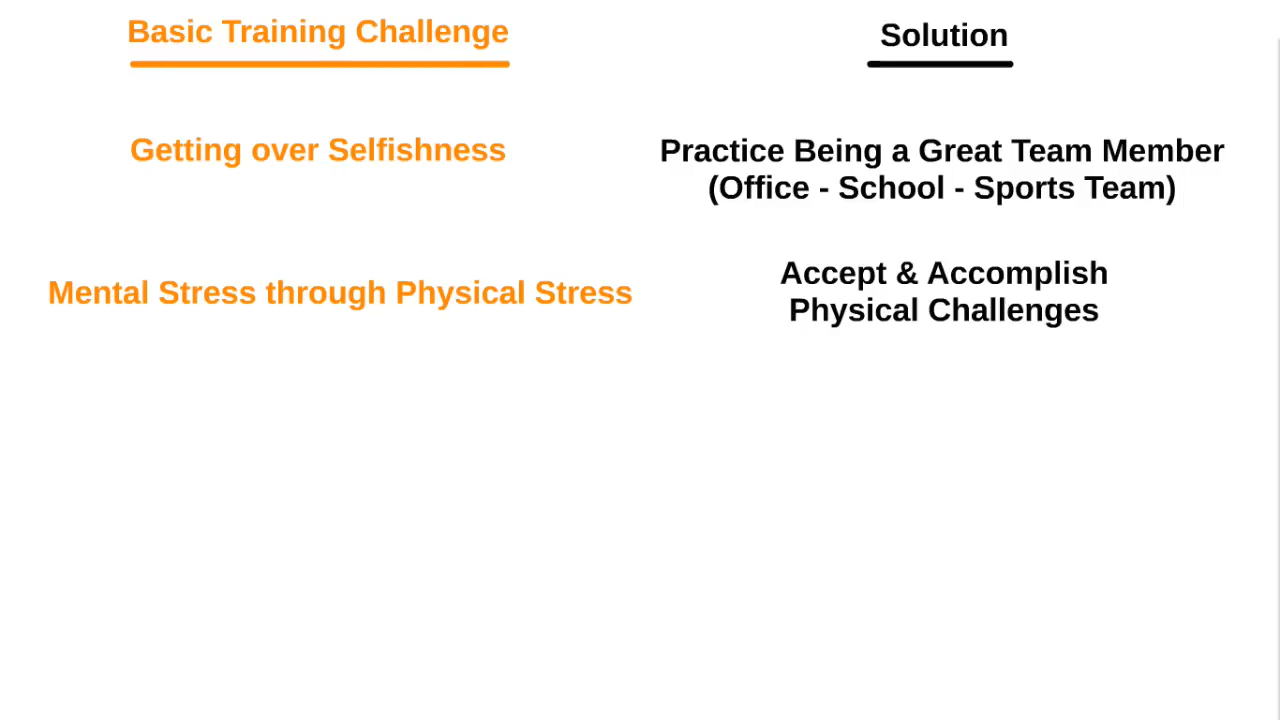 Basic Training Challenge
Solution
Getting over Selfishness
Practice Being a Great Team Member
(Office - School - Sports Team)
Mental Stress through Physical Stress
Accept & Accomplish
Physical Challenges